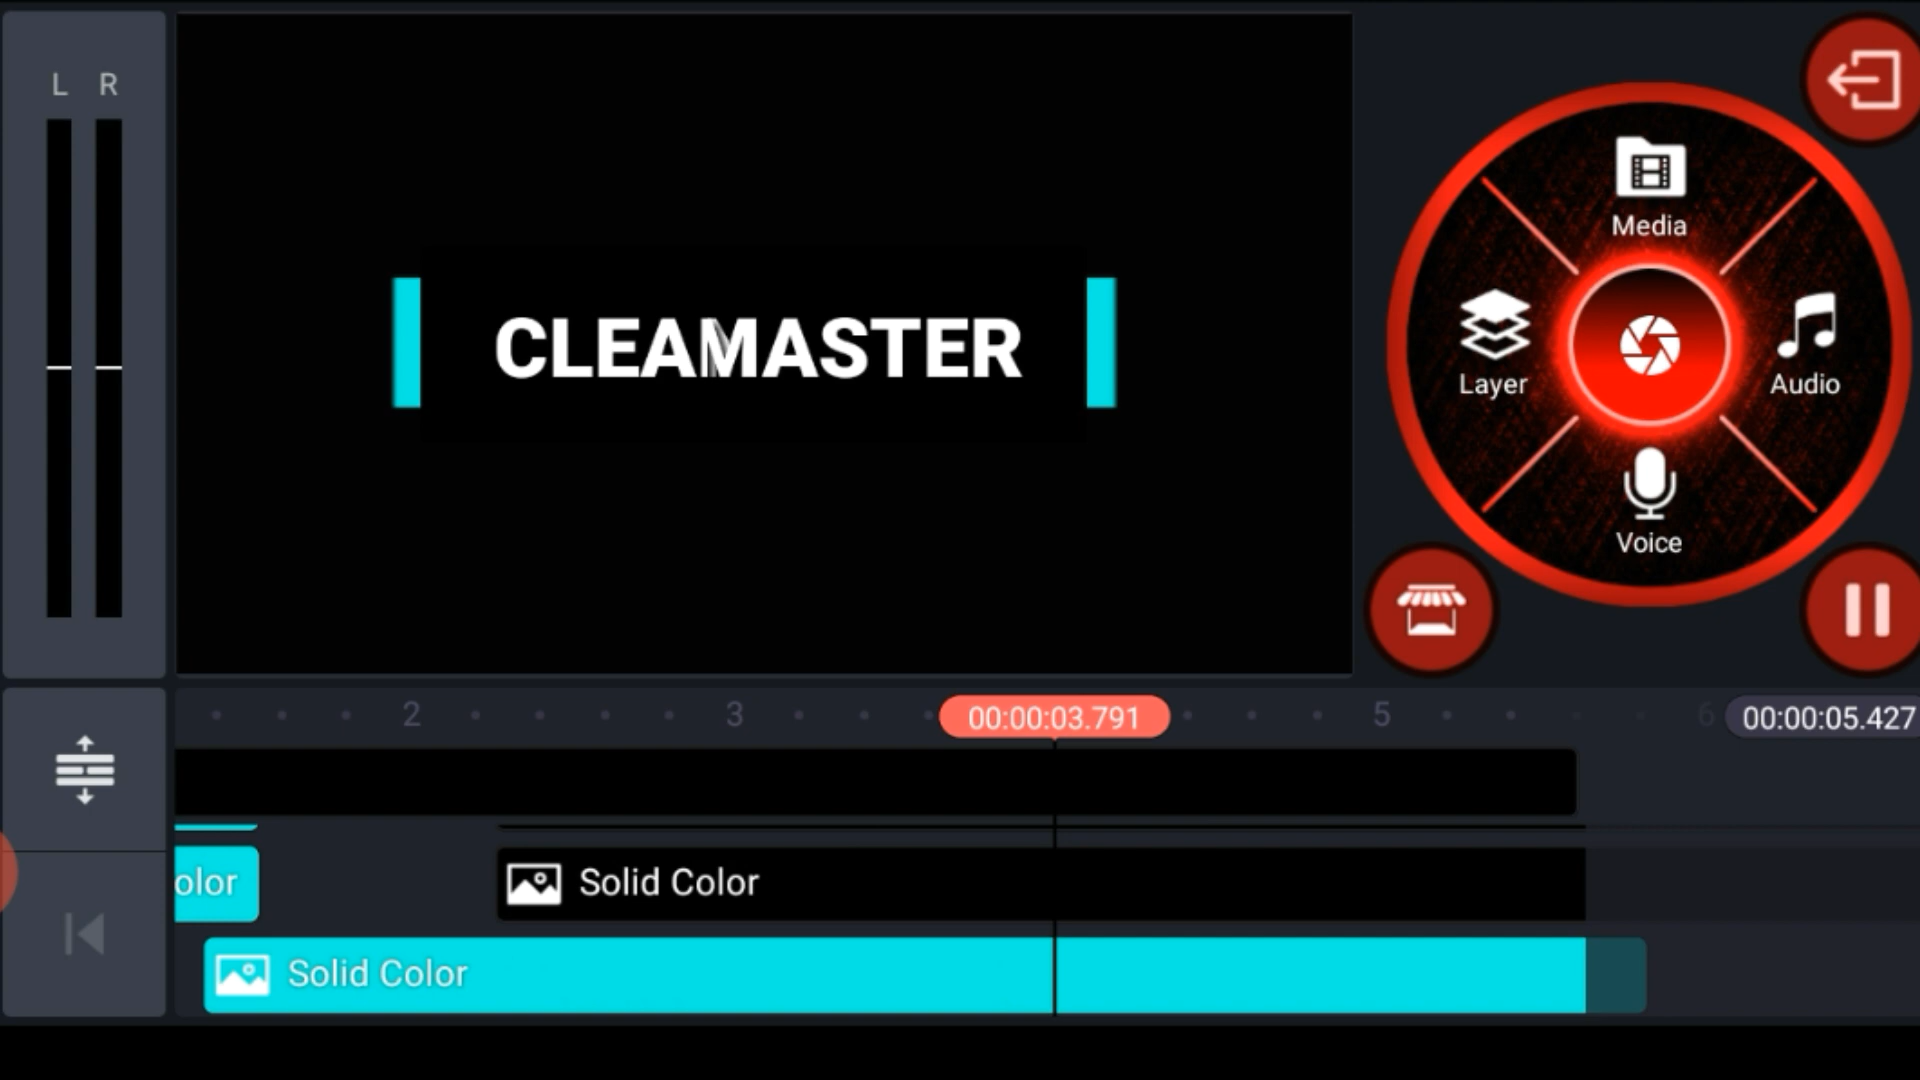 L R
CLEAMASTER
Media
Layer
Audio
Voice
2 3 00:00:03.791 5 6 00:00:05.427
olor
Solid Color
Solid Color